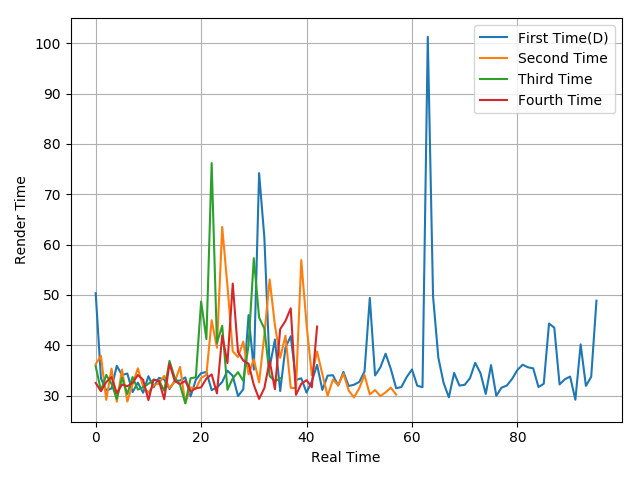 First Time(D)
Second Time
Third Time
Fourth Time
100
90
80
70
60
50
40
30
Render Time
0 20 40 60 80
Real Time